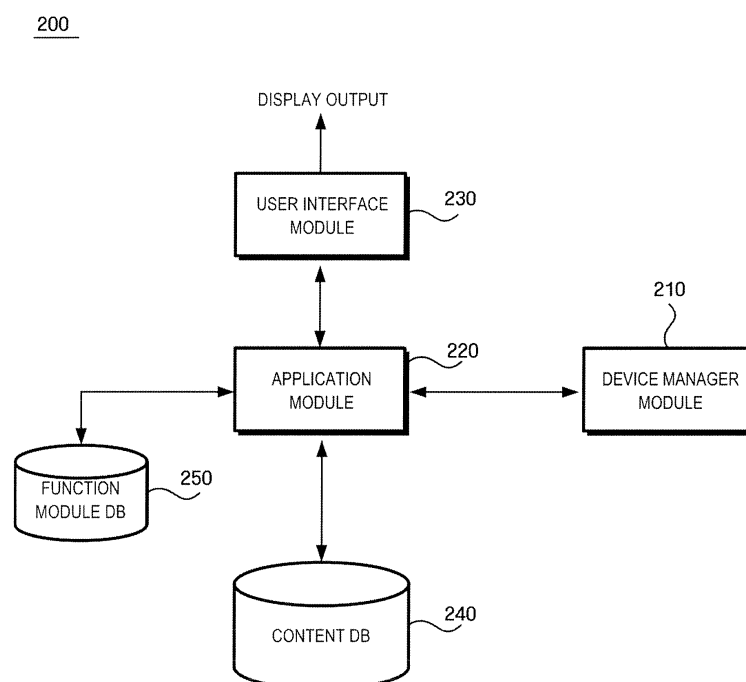 200
DISPLAY OUTPUT
USER INTERFACE
MODULE
230
210
220
APPLICATION
MODULE
DEVICE MANAGER
MODULE
250
FUNCTION
MODULE DB
240
CONTENT DB